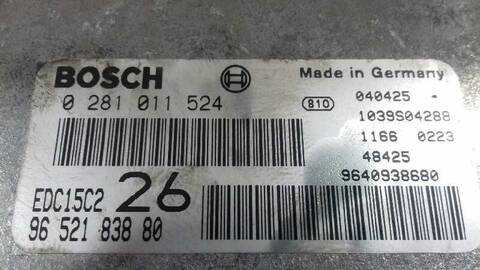 BOSCH
Made in Germany
0 281 011 524
810
040425 -
1039S04288
1166 0223
48425
9640938680
EDC15C2
26
96 521 838 80